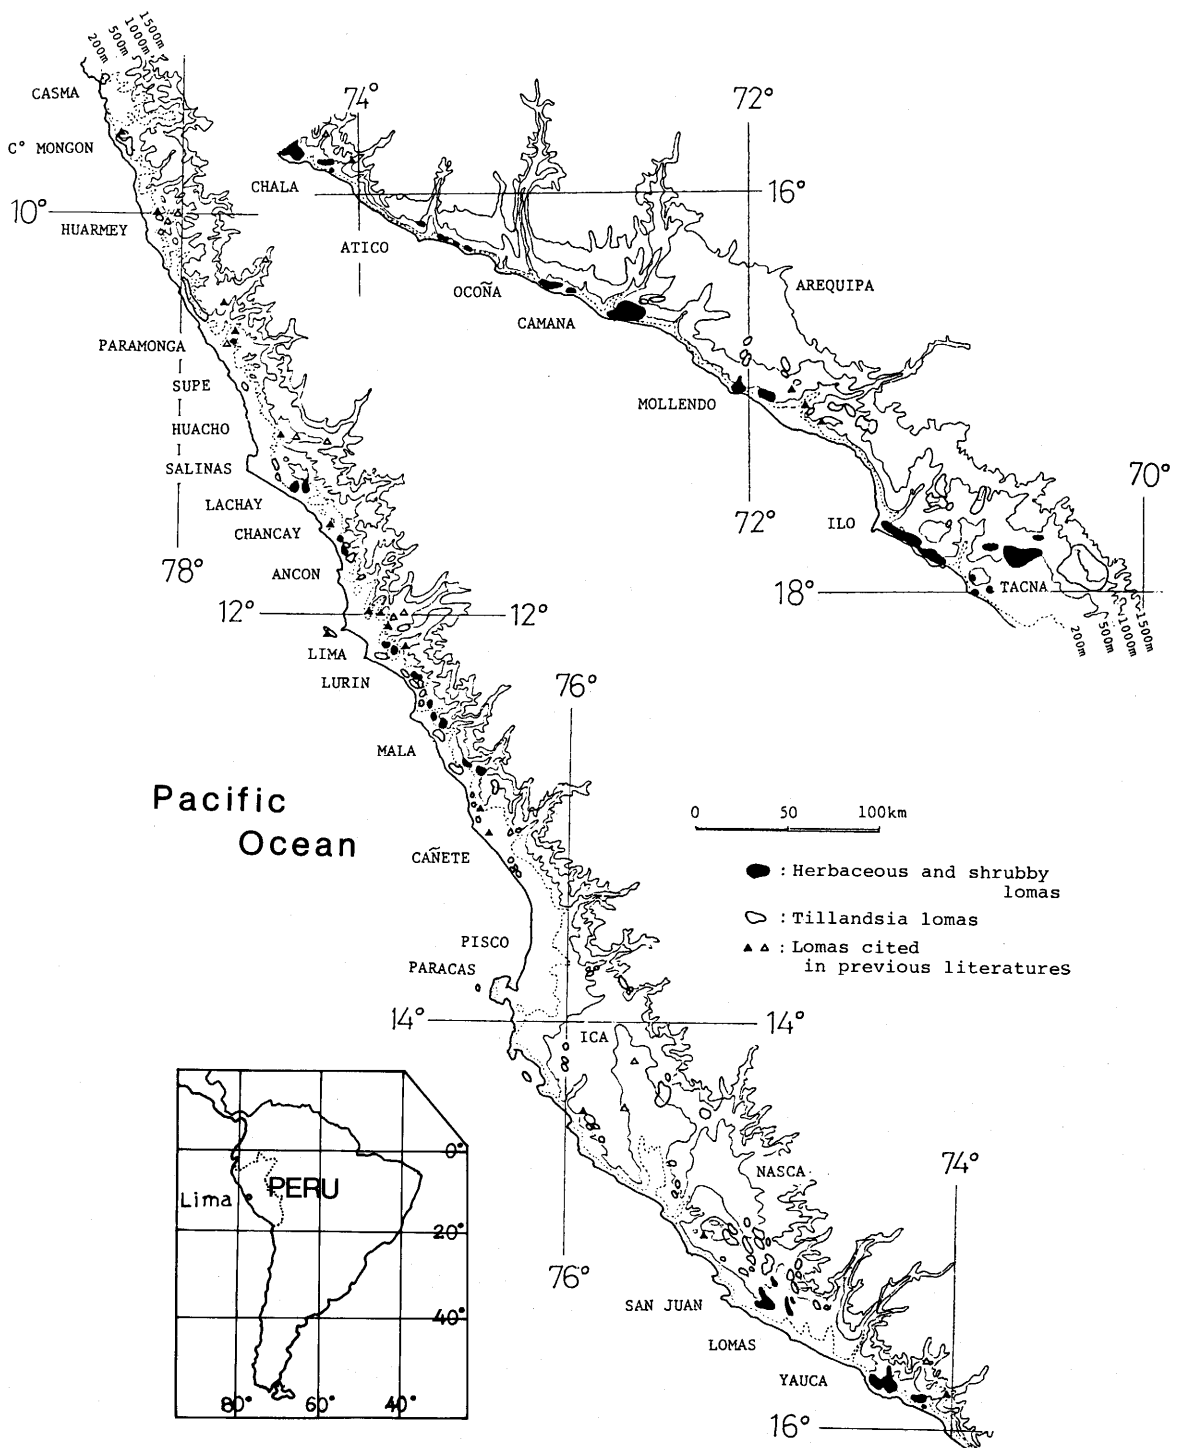 200m
500m
1000m
1500m
CASMA
C° MONGON
10°
HUARMEY
PARAMONGA
SUPE
HUACHO
SALINAS
LACHAY
CHANCAY
78°
ANCON
12°
12°
LIMA
LURIN
MALA
CAÑETE
PISCO
PARACAS
14°
14°
ICA
76°
76°
NASCA
74°
SAN JUAN
LOMAS
YAUCA
16°
74°
72°
CHALA
16°
ATICO
OCOÑA
CAMANA
AREQUIPA
MOLLENDO
72°
70°
ILO
18°
TACNA
200m
500m
1000m
1500m
Pacific
Ocean
0 50 100km
: Herbaceous and shrubby
lomas
: Tillandsia lomas
: Lomas cited
in previous literatures
0°
Lima
PERU
20°
40°
80° 60° 40°